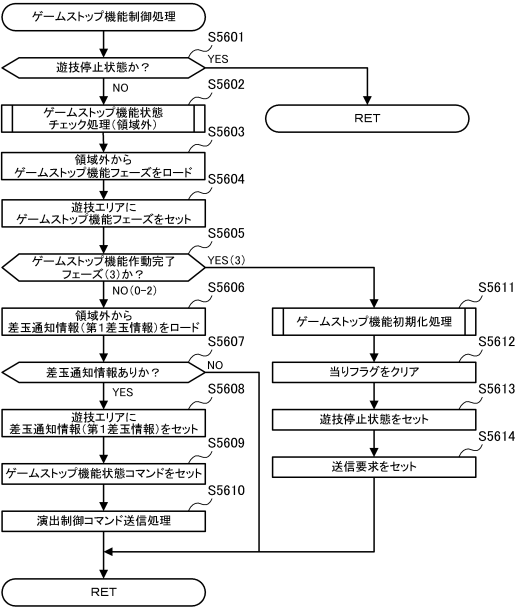 ゲームストップ機能制御処理
S5601
遊技停止状態か？
YES
NO
RET
S5602
ゲームストップ機能状態
チェック処理（領域外）
S5603
領域外から
ゲームストップ機能フェーズをロード
S5604
遊技エリアに
ゲームストップ機能フェーズをセット
S5605
ゲームストップ機能作動完了
フェーズ（3）か？
YES（3）
NO（0-2）
S5606
領域外から
差玉通知情報（第1差玉情報）をロード
S5607
差玉通知情報ありか？
NO
YES
S5608
遊技エリアに
差玉通知情報（第1差玉情報）をセット
S5609
ゲームストップ機能状態コマンドをセット
S5610
演出制御コマンド送信処理
S5611
ゲームストップ機能初期化処理
S5612
当りフラグをクリア
S5613
遊技停止状態をセット
S5614
送信要求をセット
RET